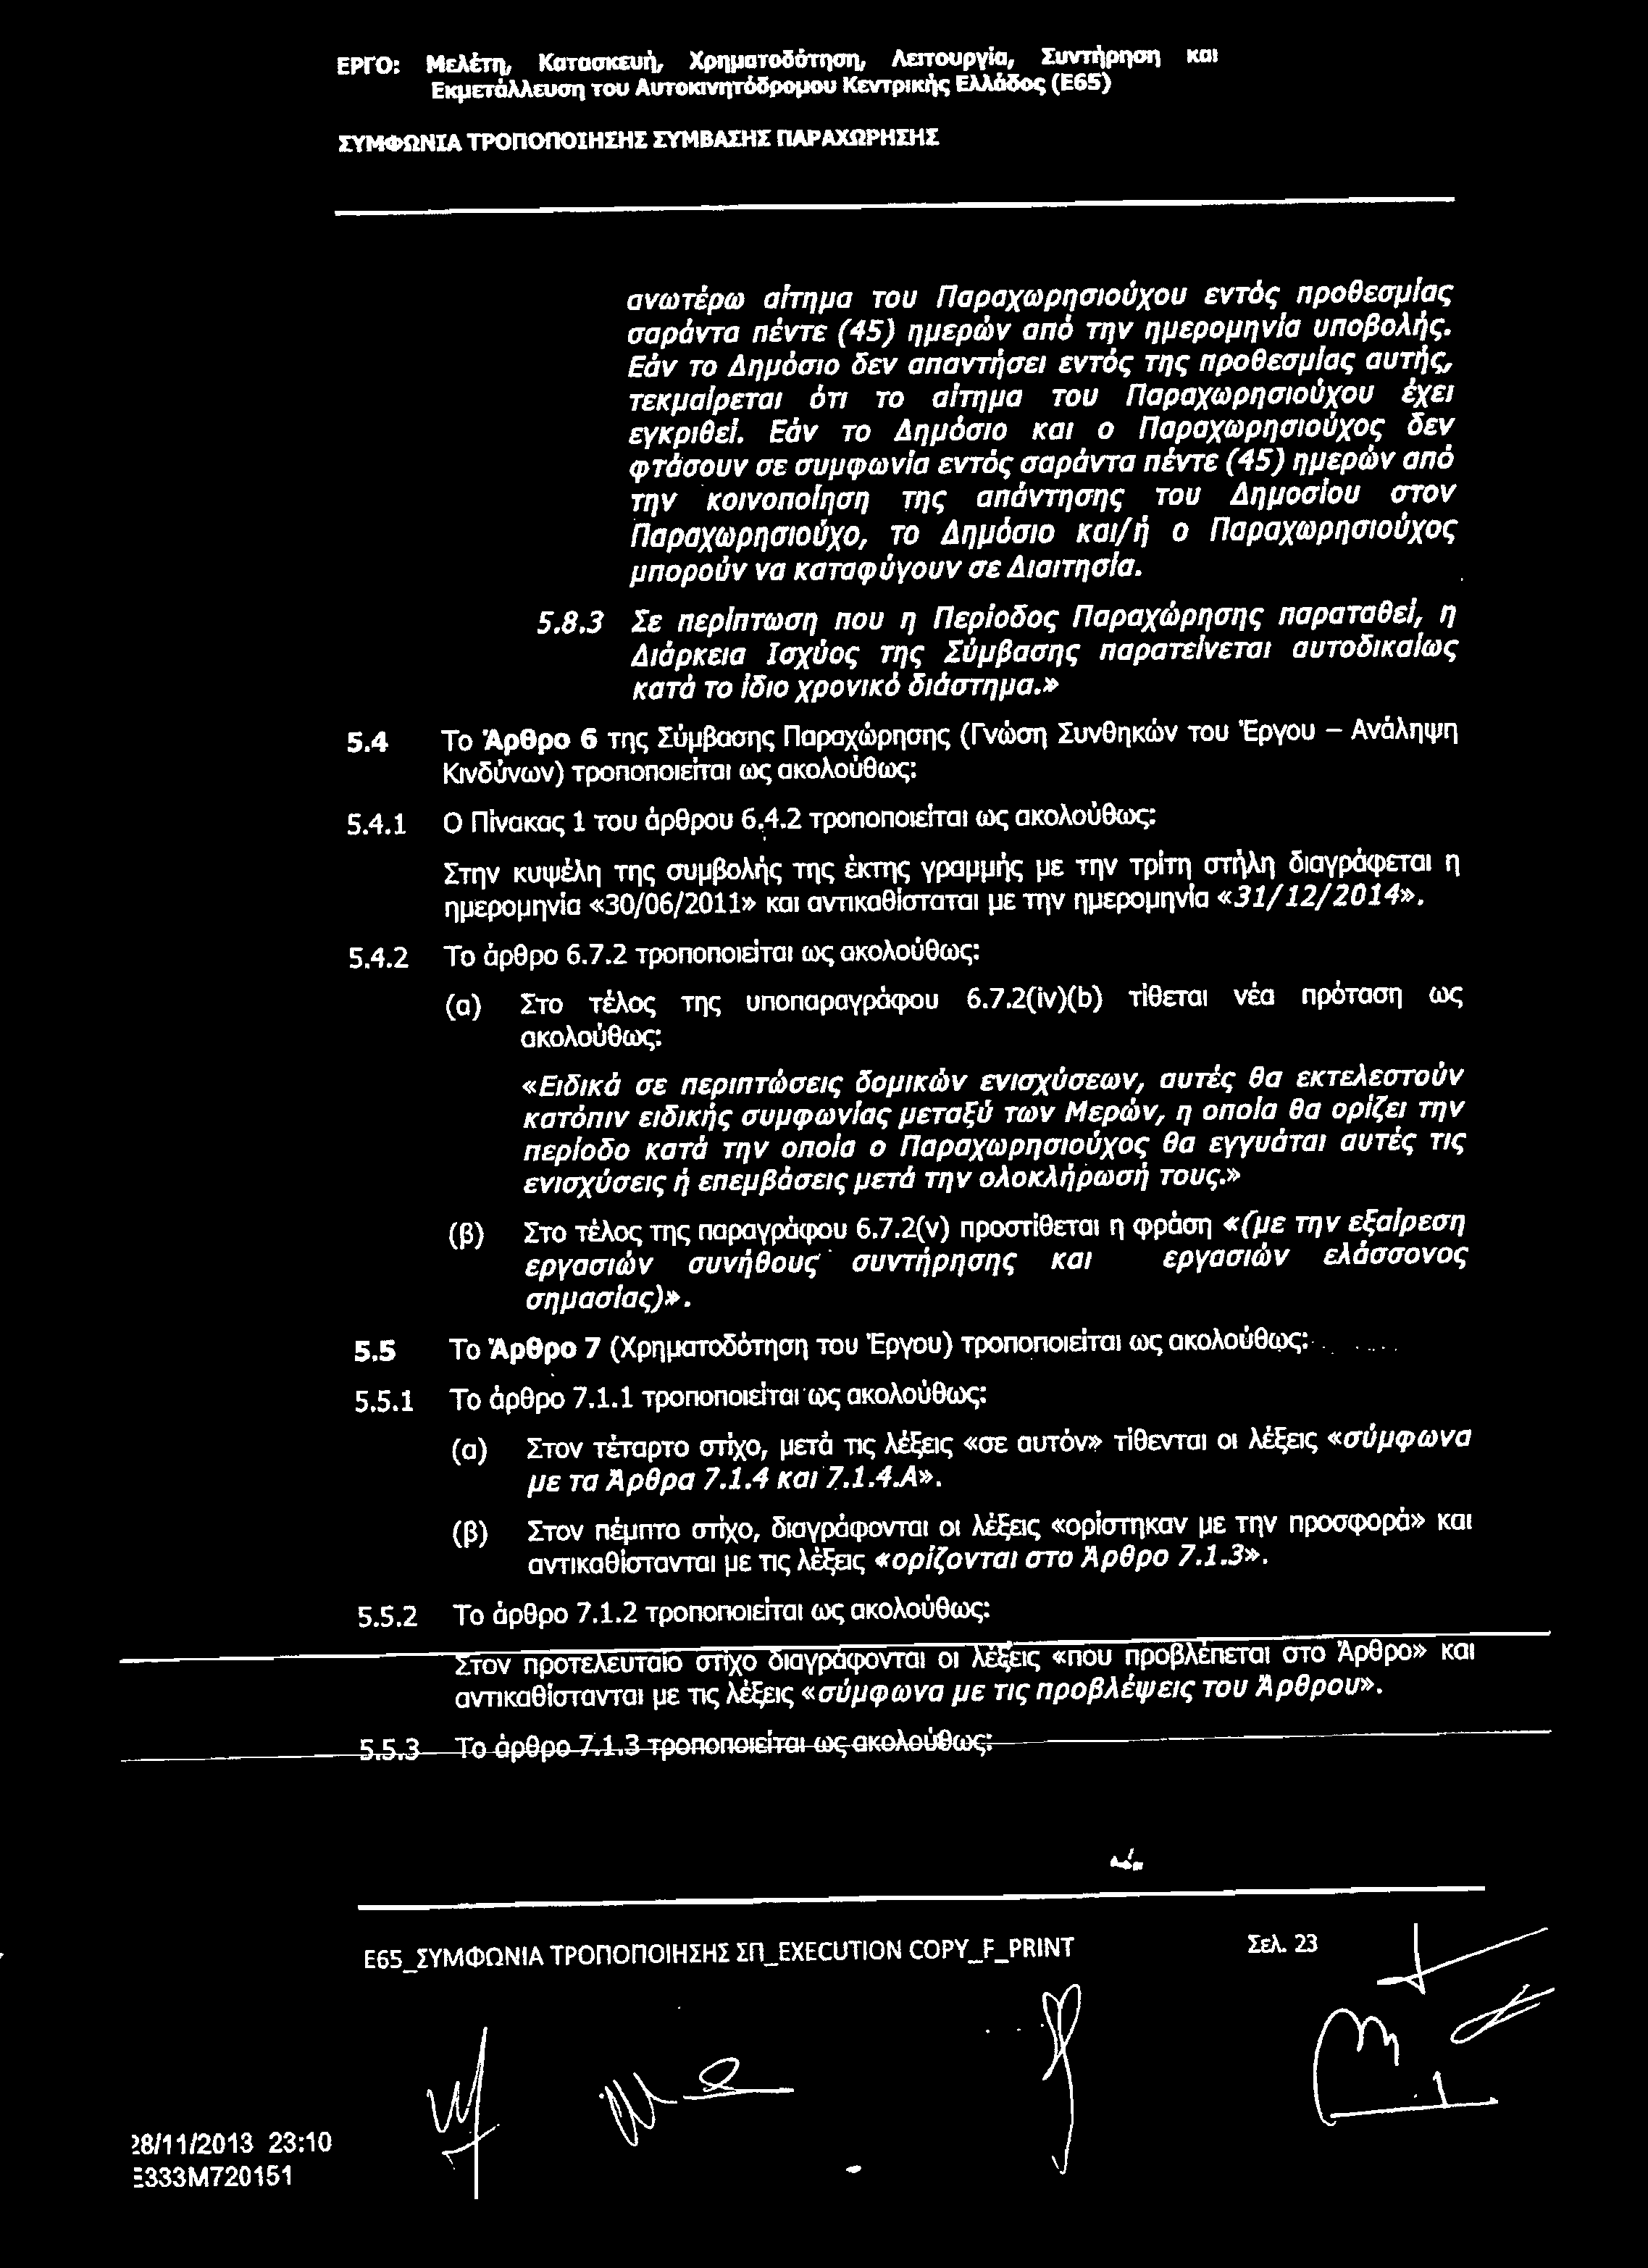 ΕΡΓΟ: Μελέτη, Κατασκευή, Χρηματοδότηση, Λειτουργία, Συντήρηση και
Εκμετάλλευση του Αυτοκινητόδρομου Κεντρικής Ελλάδος (Ε65)
ΣΥΜΦΩΝΙΑ ΤΡΟΠΟΠΟΙΗΣΗΣ ΣΥΜΒΑΣΗΣ ΠΑΡΑΧΩΡΗΣΗΣ
ανωτέρω αίτημα του Παραχωρησιούχου εντός προθεσμίας
σαράντα πέντε (45) ημερών από την ημερομηνία υποβολής.
Εάν το Δημόσιο δεν απαντήσει εντός της προθεσμίας αυτής,
τεκμαίρεται ότι το αίτημα του Παραχωρησιούχου έχει
εγκριθεί. Εάν το Δημόσιο και ο Παραχωρησιούχος δεν
φτάσουν σε συμφωνία εντός σαράντα πέντε (45) ημερών από
την κοινοποίηση της απάντησης του Δημοσίου στον
Παραχωρησιούχο, το Δημόσιο και/ή ο Παραχωρησιούχος
μπορούν να καταφύγουν σε Διαιτησία.
5.8.3 Σε περίπτωση που η Περίοδος Παραχώρησης παραταθεί, η
Διάρκεια Ισχύος της Σύμβασης παρατείνεται αυτοδικαίως
κατά το ίδιο χρονικό διάστημα.»
5.4 Το Άρθρο 6 της Σύμβασης Παραχώρησης (Γνώση Συνθηκών του Έργου – Ανάληψη
Κινδύνων) τροποποιείται ως ακολούθως:
5.4.1 Ο Πίνακας 1 του άρθρου 6.4.2 τροποποιείται ως ακολούθως:
Στην κυψέλη της συμβολής της έκτης γραμμής με την τρίτη στήλη διαγράφεται η
ημερομηνία «30/06/2011» και αντικαθίσταται με την ημερομηνία «31/12/2014».
5.4.2 Το άρθρο 6.7.2 τροποποιείται ως ακολούθως:
(α) Στο τέλος της υποπαραγράφου 6.7.2(iv)(b) τίθεται νέα πρόταση ως
ακολούθως:
«Ειδικά σε περιπτώσεις δομικών ενισχύσεων, αυτές θα εκτελεστούν
κατόπιν ειδικής συμφωνίας μεταξύ των Μερών, η οποία θα ορίζει την
περίοδο κατά την οποία ο Παραχωρησιούχος θα εγγυάται αυτές τις
ενισχύσεις ή επεμβάσεις μετά την ολοκλήρωσή τους.»
(β) Στο τέλος της παραγράφου 6.7.2(v) προστίθεται η φράση «(με την εξαίρεση
εργασιών συνήθους συντήρησης και εργασιών ελάσσονος
σημασίας)».
5.5 Το Άρθρο 7 (Χρηματοδότηση του Έργου) τροποποιείται ως ακολούθως:
5.5.1 Το άρθρο 7.1.1 τροποποιείται ως ακολούθως:
(α) Στον τέταρτο στίχο, μετά τις λέξεις «σε αυτόν» τίθενται οι λέξεις «σύμφωνα
με τα Άρθρα 7.1.4 και 7.1.4.Α».
(β) Στον πέμπτο στίχο, διαγράφονται οι λέξεις «ορίστηκαν με την προσφορά» και
αντικαθίστανται με τις λέξεις «ορίζονται στο Άρθρο 7.1.3».
5.5.2 Το άρθρο 7.1.2 τροποποιείται ως ακολούθως:
Στον προτελευταίο στίχο διαγράφονται οι λέξεις «που προβλέπεται στο Άρθρο» και
αντικαθίστανται με τις λέξεις «σύμφωνα με τις προβλέψεις του Άρθρου».
5.5.3 Το άρθρο 7.1.3 τροποποιείται ως ακολούθως:
E65_ΣΥΜΦΩΝΙΑ ΤΡΟΠΟΠΟΙΗΣΗΣ ΣΠ_EXECUTION COPY_F_PRINT Σελ. 23
28/11/2013 23:10
333M720151